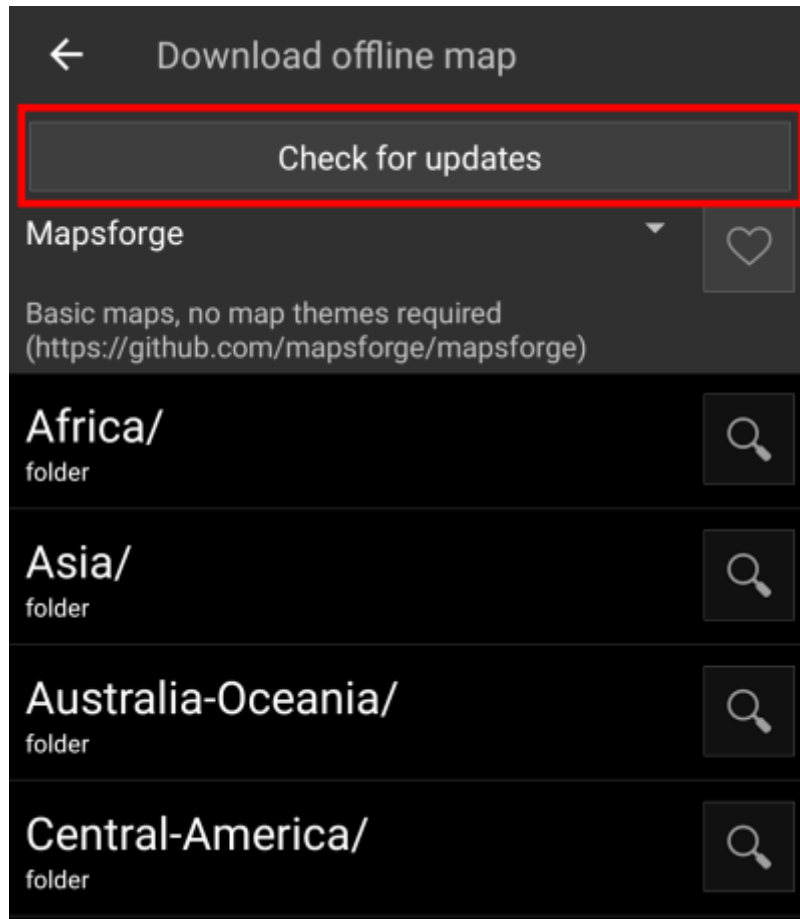 Download offline map
Check for updates
Mapsforge
Basic maps, no map themes required
(https://github.com/mapsforge/mapsforge)
Africa/
folder
Asia/
folder
Australia-Oceania/
folder
Central-America/
folder